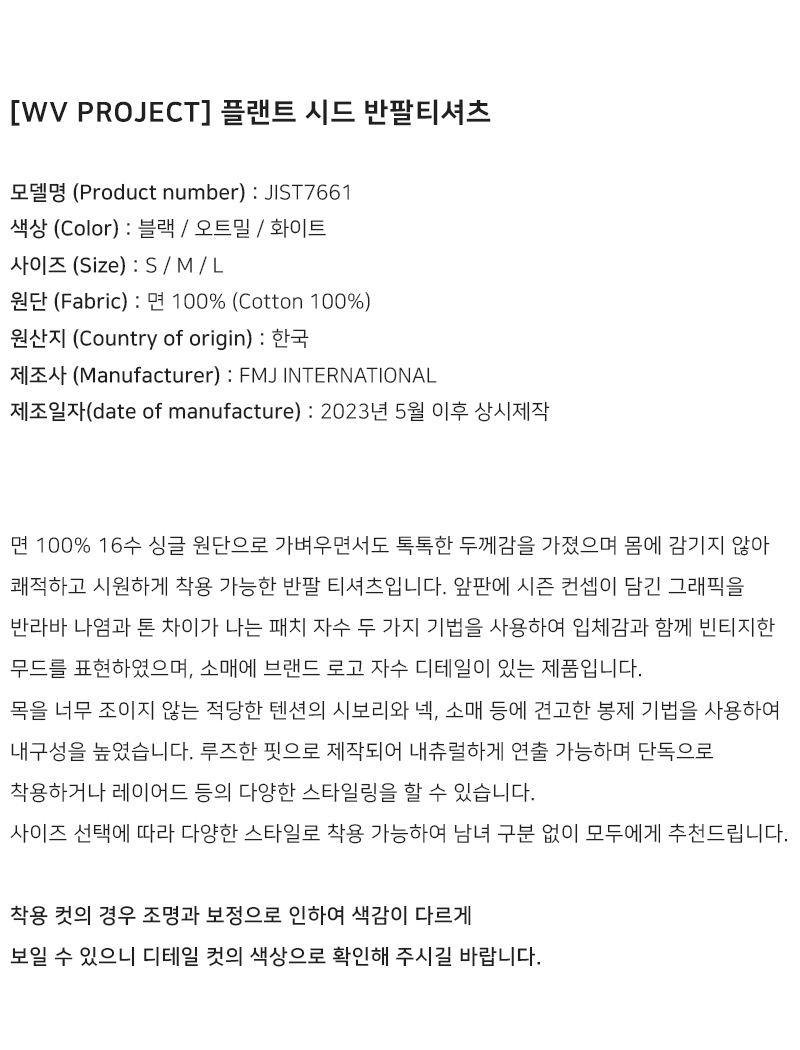 [WV PROJECT] 플랜트 시드 반팔티셔츠
모델명 (Product number) : JIST7661
색상 (Color) : 블랙 / 오트밀 / 화이트
사이즈 (Size) : S / M / L
원단 (Fabric) : 면 100% (Cotton 100%)
원산지 (Country of origin) : 한국
제조사 (Manufacturer) : FMJ INTERNATIONAL
제조일자(date of manufacture) : 2023년 5월 이후 상시제작
면 100% 16수 싱글 원단으로 가벼우면서도 톡톡한 두께감을 가졌으며 몸에 감기지 않아
쾌적하고 시원하게 착용 가능한 반팔 티셔츠입니다. 앞판에 시즌 컨셉이 담긴 그래픽을
반라바 나염과 톤 차이가 나는 패치 자수 두 가지 기법을 사용하여 입체감과 함께 빈티지한
무드를 표현하였으며, 소매에 브랜드 로고 자수 디테일이 있는 제품입니다.
목을 너무 조이지 않는 적당한 텐션의 시보리와 넥, 소매 등에 견고한 봉제 기법을 사용하여
내구성을 높였습니다. 루즈한 핏으로 제작되어 내츄럴하게 연출 가능하며 단독으로
착용하거나 레이어드 등의 다양한 스타일링을 할 수 있습니다.
사이즈 선택에 따라 다양한 스타일로 착용 가능하여 남녀 구분 없이 모두에게 추천드립니다.
착용 컷의 경우 조명과 보정으로 인하여 색감이 다르게
보일 수 있으니 디테일 컷의 색상으로 확인해 주시길 바랍니다.